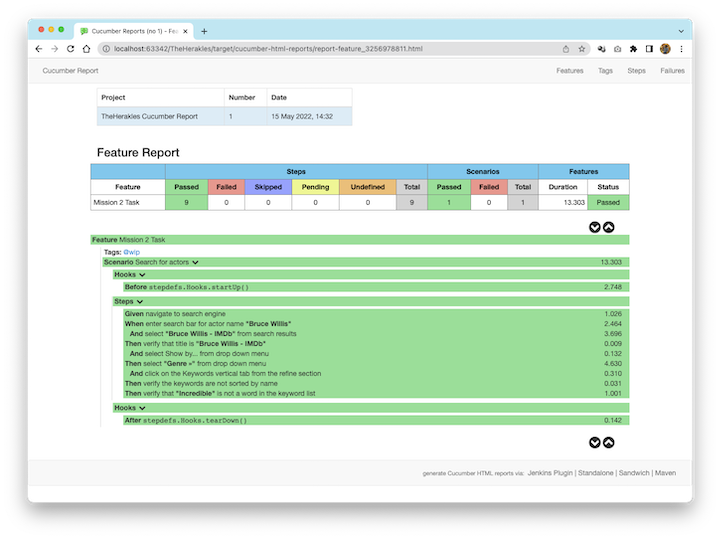 Cucumber Reports (no 1) - Fea
localhost:63342/TheHerakles/target/cucumber-html-reports/report-feature_3256978811.html
Cucumber Report Features Tags Steps Failures
Project Number Date
TheHerakles Cucumber Report 1 15 May 2022, 14:32
Feature Report
Steps Scenarios Features
Feature Passed Failed Skipped Pending Undefined Total Passed Failed Total Duration Status
Mission 2 Task 9 0 0 0 0 9 1 0 1 13.303 Passed
Feature Mission 2 Task
Tags: @wip
Scenario Search for actors 13.303
Hooks
Before stepdefs.Hooks.startUp() 2.748
Steps
Given navigate to search engine 1.026
When enter search bar for actor name "Bruce Willis" 2.464
And select "Bruce Willis - IMDb" from search results 3.696
Then verify that title is "Bruce Willis - IMDb" 0.009
And select Show by... from drop down menu 0.132
Then select "Genre »" from drop down menu 4.630
And click on the Keywords vertical tab from the refine section 0.310
Then verify the keywords are not sorted by name 0.031
Then verify that "Incredible" is not a word in the keyword list 1.001
Hooks
After stepdefs.Hooks.tearDown() 0.142
generate Cucumber HTML reports via: Jenkins Plugin | Standalone | Sandwich | Maven